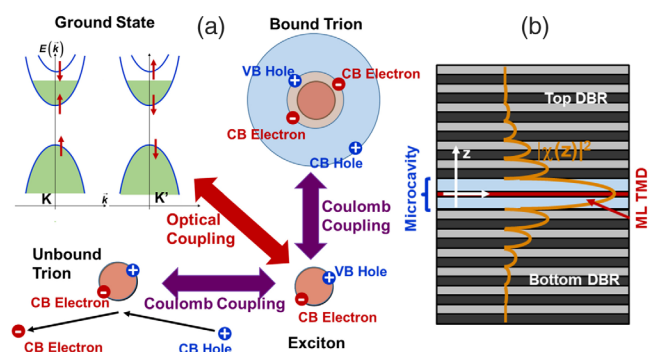 Ground State
(a)
E(k⃗)
K
k⃗
K'
Bound Trion
VB Hole
CB Electron
CB Electron
CB Hole
Optical
Coupling
Coulomb
Coupling
Unbound
Trion
CB Electron
Coulomb Coupling
VB Hole
CB Electron
CB Electron
CB Hole
Exciton
(b)
Top DBR
|χ(z)|²
z
Microcavity
ML TMD
Bottom DBR